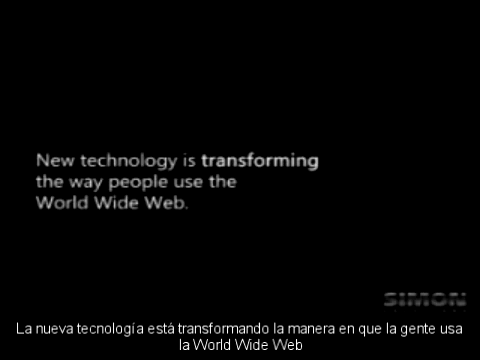 New technology is transforming
the way people use the
World Wide Web.
SIMON
La nueva tecnología está transformando la manera en que la gente usa
la World Wide Web